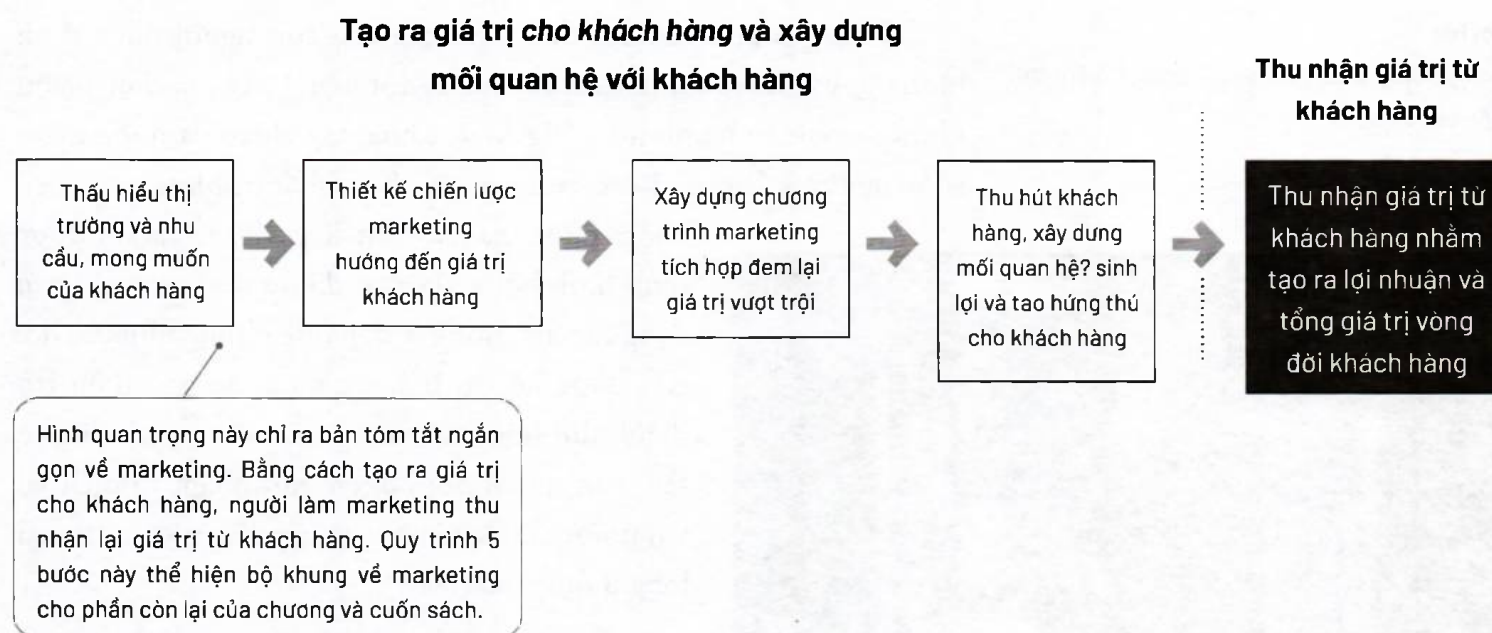 Tạo ra giá trị cho khách hàng và xây dựng
mối quan hệ với khách hàng
Thu nhận giá trị từ
khách hàng
Thấu hiểu thị
trường và nhu
cầu, mong muốn
của khách hàng
Thiết kế chiến lược
marketing
hướng đến giá trị
khách hàng
Xây dựng chương
trình marketing
tích hợp đem lại
giá trị vượt trội
Thu hút khách
hàng, xây dưng
mối quan hệ? sinh
lợi và tao hứng thú
cho khách hàng
Thu nhận giá trị từ
khách hàng nhằm
tạo ra lợi nhuận và
tổng giá trị vòng
đời khách hàng
Hình quan trọng này chỉ ra bản tóm tắt ngắn
gọn về marketing. Bằng cách tạo ra giá trị
cho khách hàng, người làm marketing thu
nhận lại giá trị từ khách hàng. Quy trình 5
bước này thể hiện bộ khung về marketing
cho phần còn lại của chương và cuốn sách.